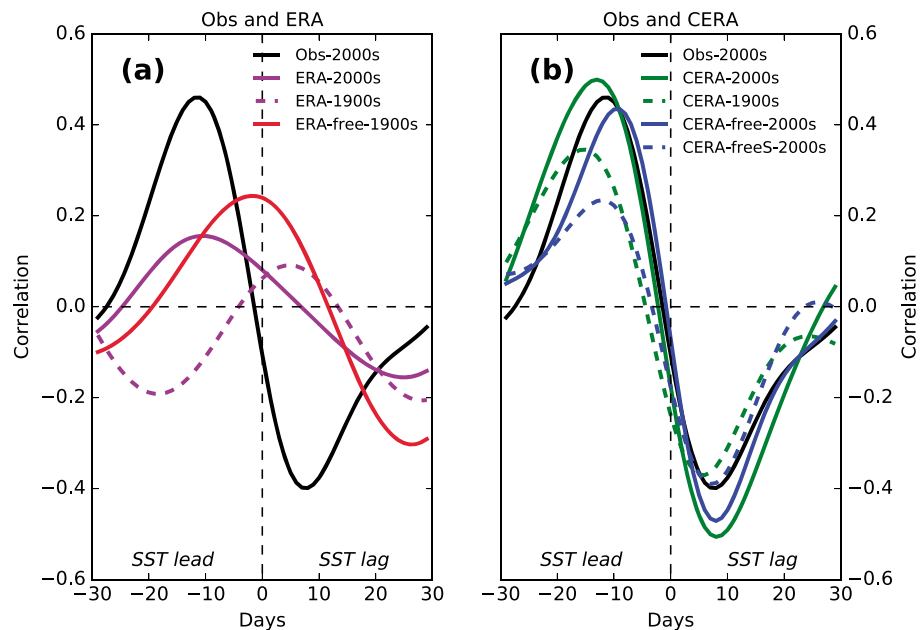 Obs and ERA
Obs and CERA
(a)
Obs-2000s
ERA-2000s
ERA-1900s
ERA-free-1900s
0.6
0.4
0.2
0.0
−0.2
−0.4
−0.6
Correlation
SST lead
SST lag
−30 −20 −10 0 10 20 30
Days
(b)
Obs-2000s
CERA-2000s
CERA-1900s
CERA-free-2000s
CERA-freeS-2000s
0.6
0.4
0.2
0.0
−0.2
−0.4
−0.6
Correlation
SST lead
SST lag
−30 −20 −10 0 10 20 30
Days